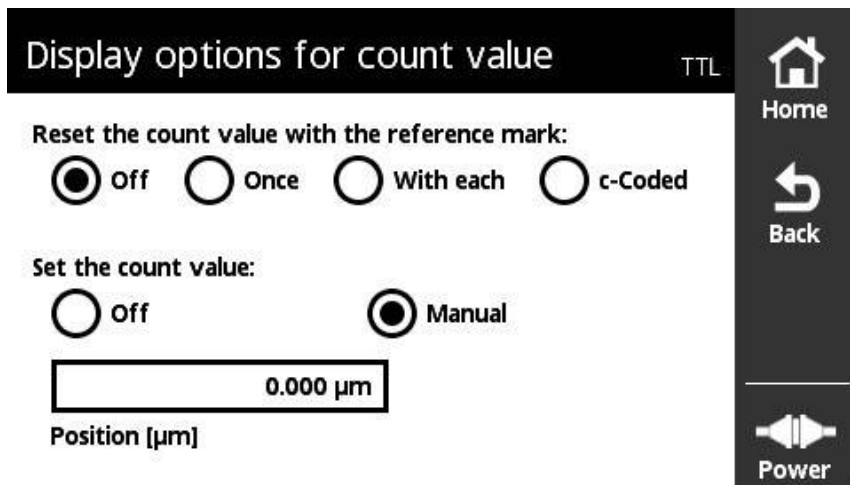 Display options for count value TTL
Home
Reset the count value with the reference mark:
Off Once With each c-Coded
Back
Set the count value:
Off Manual
0.000 µm
Position [µm]
Power